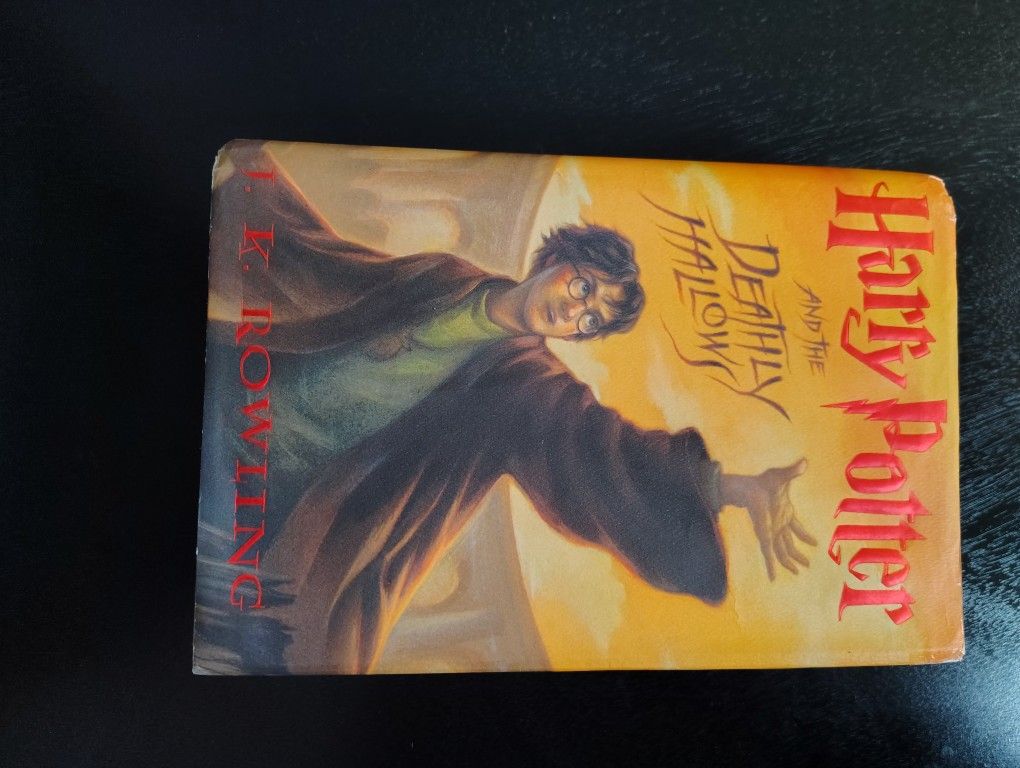 Harry Potter
AND THE
DEATHLY
HALLOWS
J. K. ROWLING